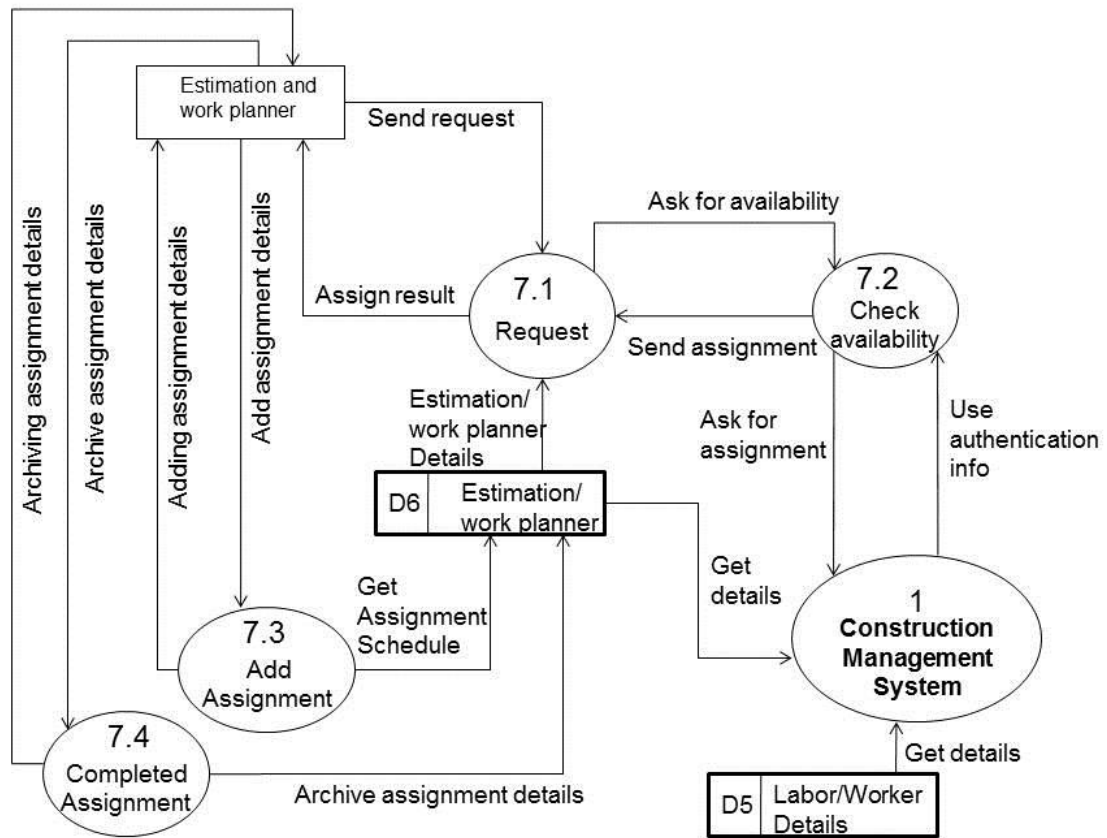 Estimation and
work planner
Send request
Ask for availability
Archiving assignment details
Archive assignment details
Adding assignment details
Add assignment details
Assign result
7.1
Request
7.2
Check
availability
Send assignment
Estimation/
work planner
Details
Ask for
assignment
Use
authentication
info
D6
Estimation/
work planner
Get
details
Get
Assignment
Schedule
1
Construction
Management
System
7.3
Add
Assignment
7.4
Completed
Assignment
Archive assignment details
Get details
D5
Labor/Worker
Details